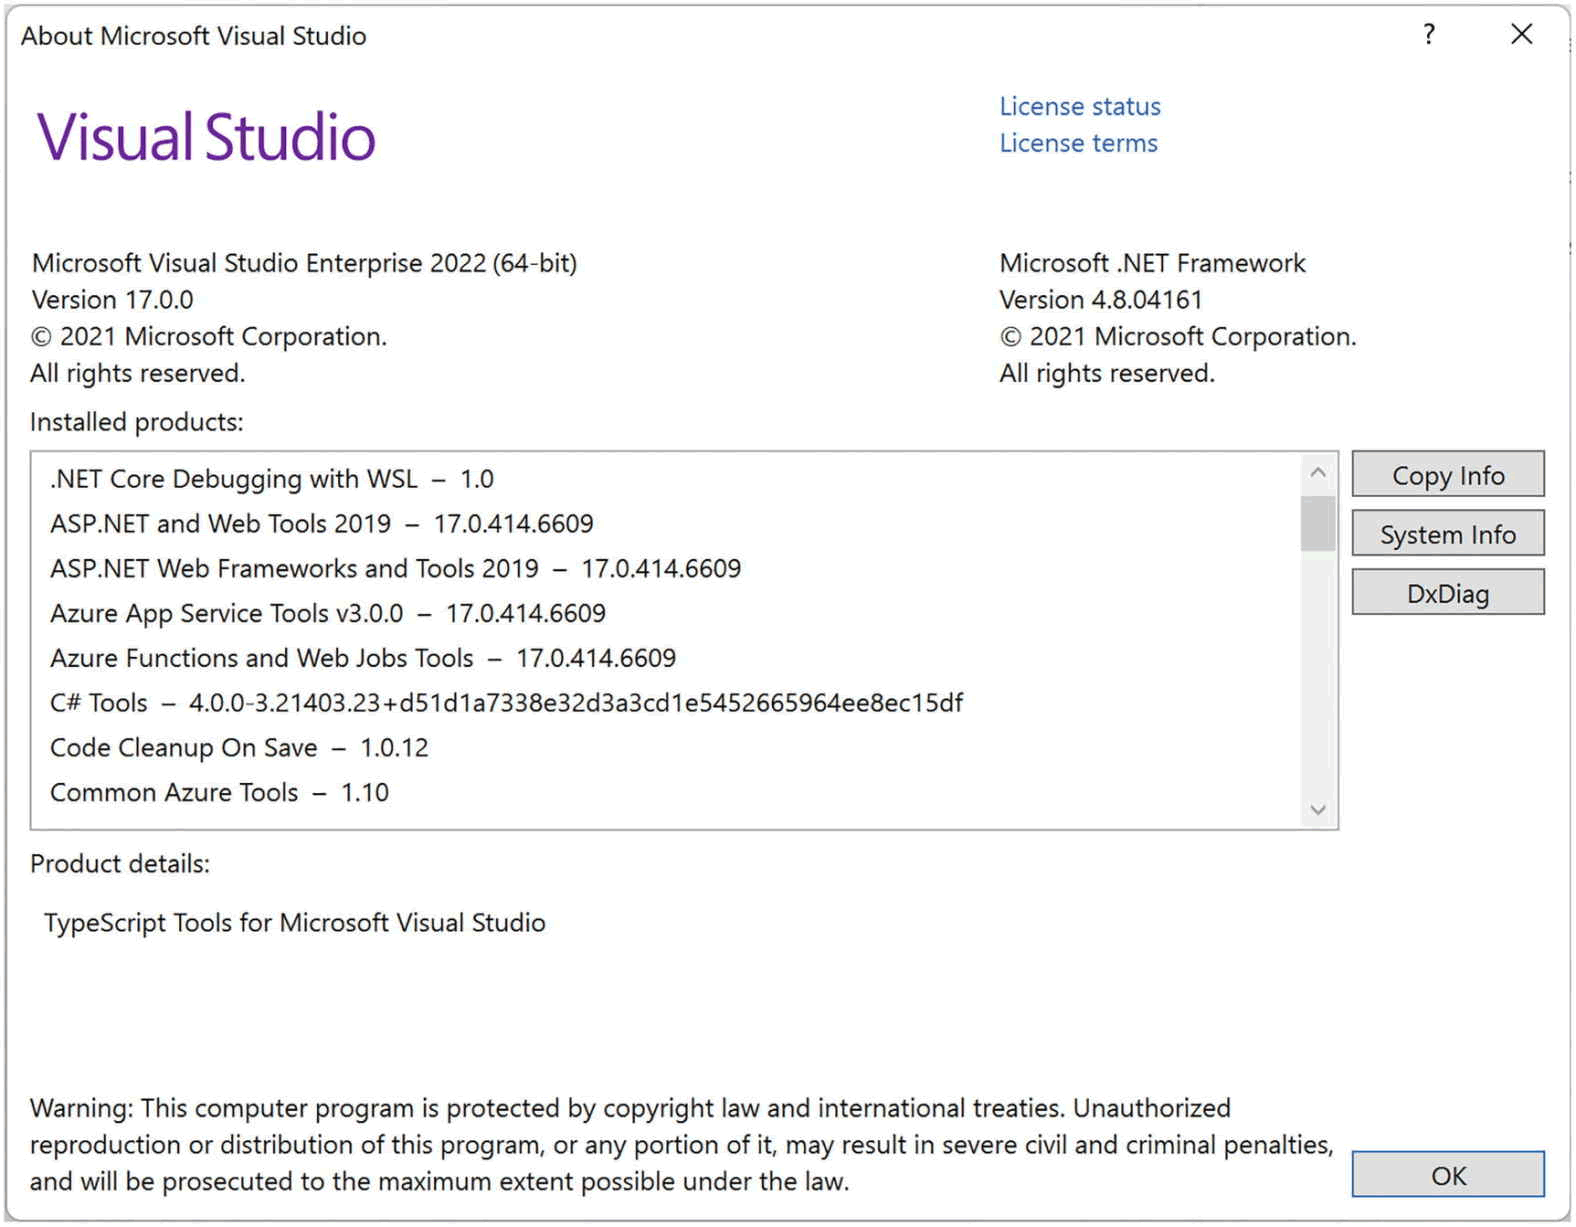 About Microsoft Visual Studio
?
Visual Studio
License status
License terms
Microsoft Visual Studio Enterprise 2022 (64-bit)
Version 17.0.0
© 2021 Microsoft Corporation.
All rights reserved.
Microsoft .NET Framework
Version 4.8.04161
© 2021 Microsoft Corporation.
All rights reserved.
Installed products:
.NET Core Debugging with WSL – 1.0
ASP.NET and Web Tools 2019 – 17.0.414.6609
ASP.NET Web Frameworks and Tools 2019 – 17.0.414.6609
Azure App Service Tools v3.0.0 – 17.0.414.6609
Azure Functions and Web Jobs Tools – 17.0.414.6609
C# Tools – 4.0.0-3.21403.23+d51d1a7338e32d3a3cd1e5452665964ee8ec15df
Code Cleanup On Save – 1.0.12
Common Azure Tools – 1.10
Copy Info
System Info
DxDiag
Product details:
TypeScript Tools for Microsoft Visual Studio
Warning: This computer program is protected by copyright law and international treaties. Unauthorized
reproduction or distribution of this program, or any portion of it, may result in severe civil and criminal penalties,
and will be prosecuted to the maximum extent possible under the law.
OK